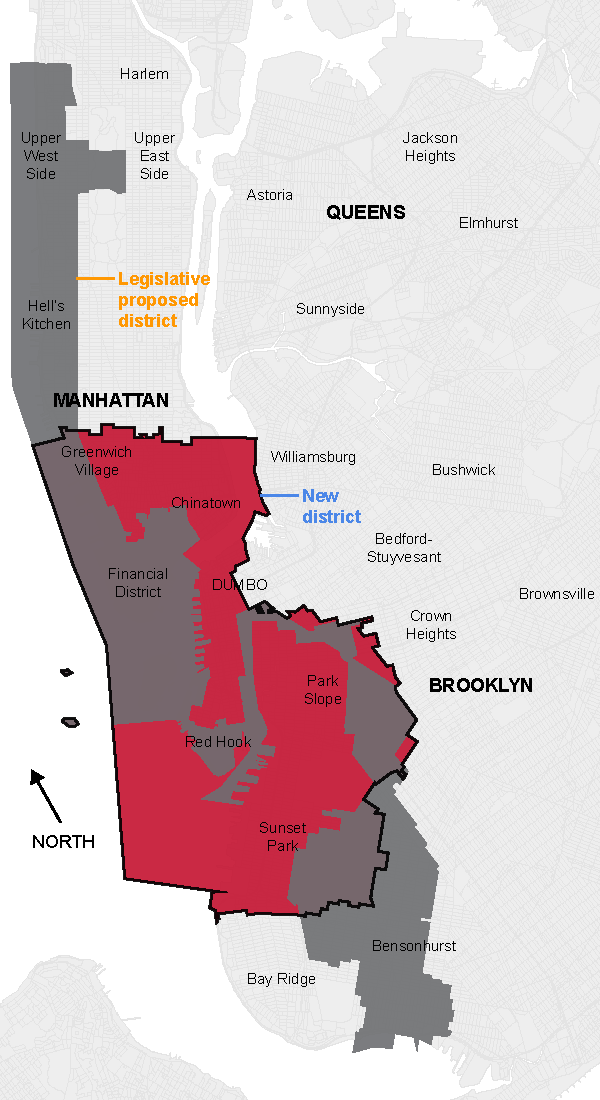 Harlem
Upper
West
Side
Upper
East
Side
Jackson
Heights
Astoria
QUEENS
Elmhurst
Legislative
proposed
district
Hell's
Kitchen
Sunnyside
MANHATTAN
Greenwich
Village
Williamsburg
Bushwick
Chinatown
New
district
Bedford-
Stuyvesant
Financial
District
DUMBO
Brownsville
Crown
Heights
Park
Slope
BROOKLYN
Red Hook
NORTH
Sunset
Park
Bensonhurst
Bay Ridge